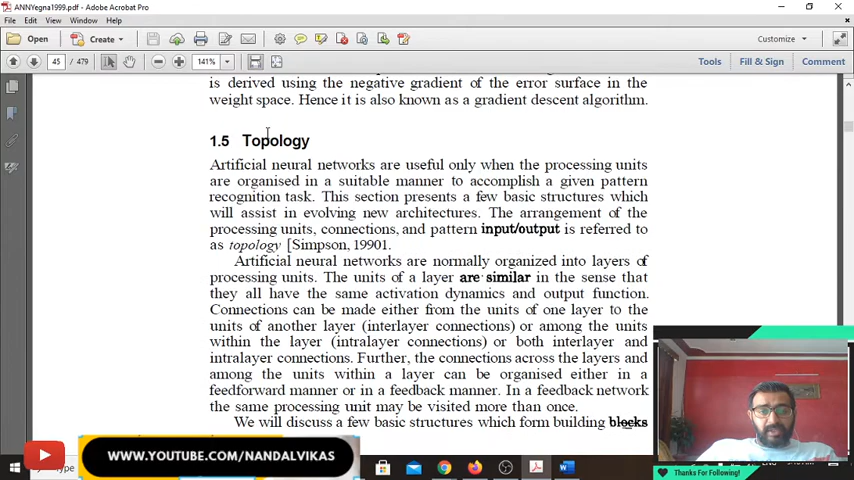 ANNYegna1999.pdf - Adobe Acrobat Pro
File Edit View Window Help
Open Create Customize
45 / 479 141% Tools Fill & Sign Comment
is derived using the negative gradient of the error surface in the
weight space. Hence it is also known as a gradient descent algorithm.
1.5 Topology
Artificial neural networks are useful only when the processing units
are organised in a suitable manner to accomplish a given pattern
recognition task. This section presents a few basic structures which
will assist in evolving new architectures. The arrangement of the
processing units, connections, and pattern input/output is referred to
as topology [Simpson, 19901.
Artificial neural networks are normally organized into layers of
processing units. The units of a layer are similar in the sense that
they all have the same activation dynamics and output function.
Connections can be made either from the units of one layer to the
units of another layer (interlayer connections) or among the units
within the layer (intralayer connections) or both interlayer and
intralayer connections. Further, the connections across the layers and
among the units within a layer can be organised either in a
feedforward manner or in a feedback manner. In a feedback network
the same processing unit may be visited more than once.
We will discuss a few basic structures which form building blocks
WWW.YOUTUBE.COM/NANDALVIKAS
Thanks For Following!